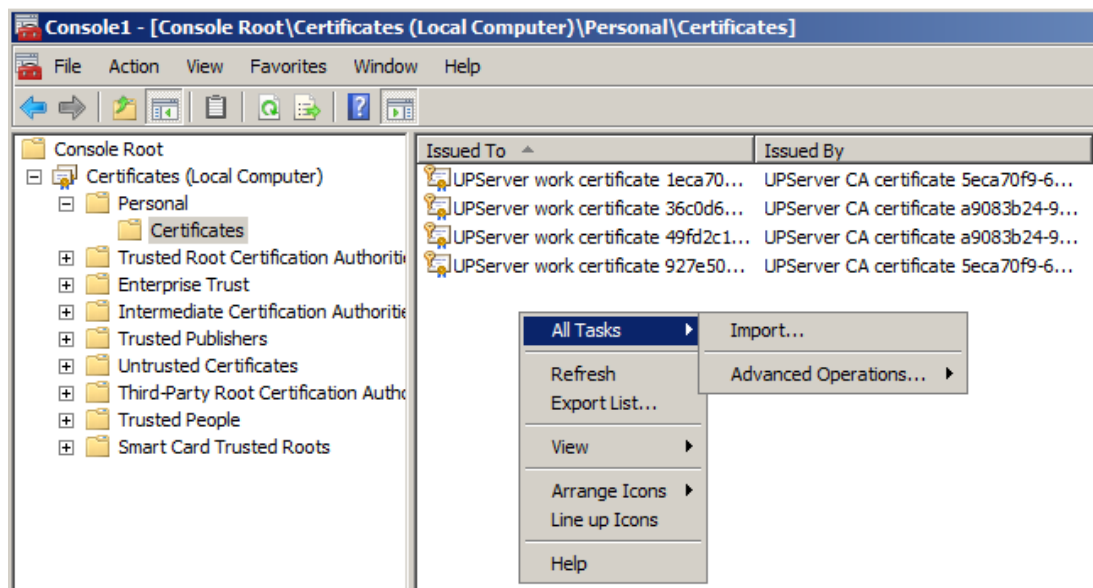 Console1 - [Console Root\Certificates (Local Computer)\Personal\Certificates]
File Action View Favorites Window Help
Console Root
Certificates (Local Computer)
Personal
Certificates
Trusted Root Certification Authoritie
Enterprise Trust
Intermediate Certification Authoritie
Trusted Publishers
Untrusted Certificates
Third-Party Root Certification Autho
Trusted People
Smart Card Trusted Roots
Issued To Issued By
UPServer work certificate 1eca70... UPServer CA certificate 5eca70f9-6...
UPServer work certificate 36c0d6... UPServer CA certificate a9083b24-9...
UPServer work certificate 49fd2c1... UPServer CA certificate a9083b24-9...
UPServer work certificate 927e50... UPServer CA certificate 5eca70f9-6...
All Tasks
Refresh
Export List...
View
Arrange Icons
Line up Icons
Help
Import...
Advanced Operations...